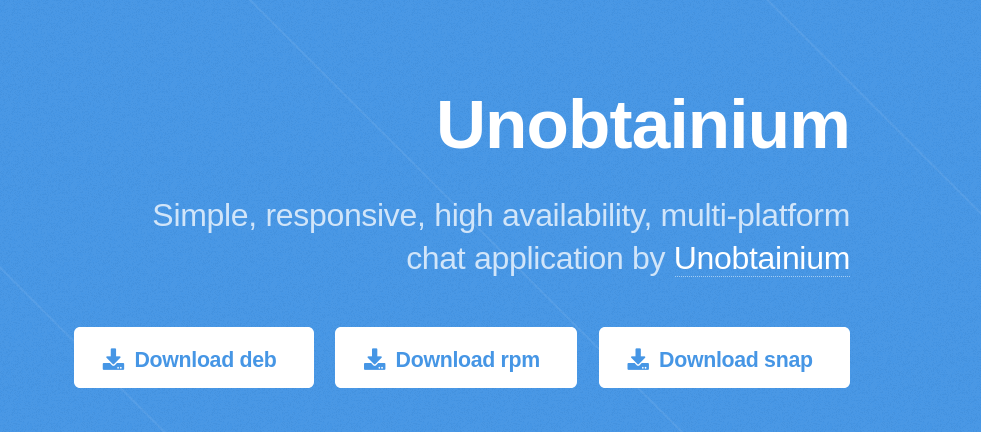 Unobtainium
Simple, responsive, high availability, multi-platform
chat application by Unobtainium
Download deb
Download rpm
Download snap